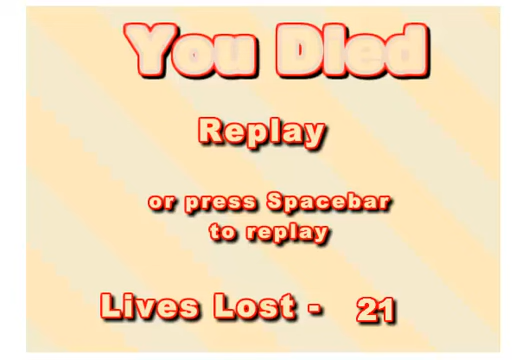 You Died
Replay
or press Spacebar
to replay
Lives Lost - 21